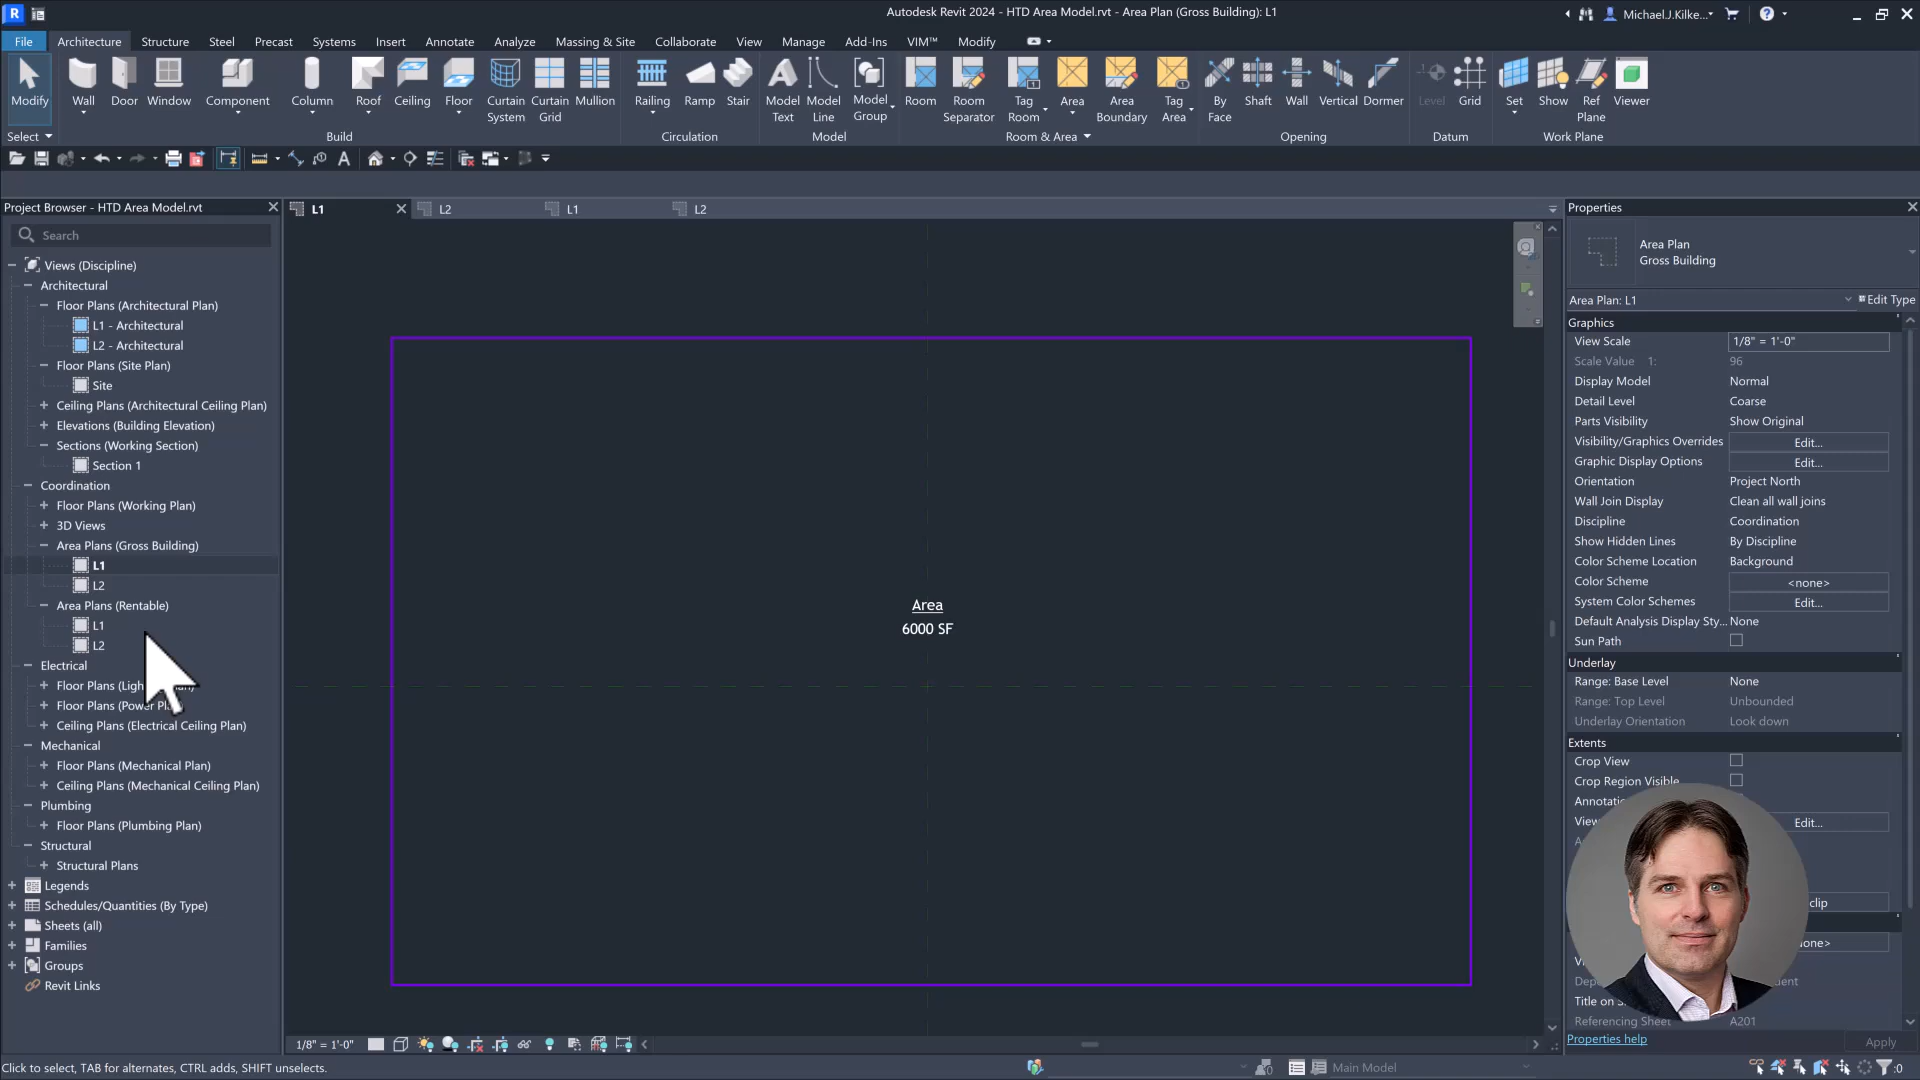 R
Autodesk Revit 2024 - HTD Area Model.rvt - Area Plan (Gross Building): L1
Michael.J.Kilke...
File
Architecture
Structure
Steel
Precast
Systems
Insert
Annotate
Analyze
Massing & Site
Collaborate
View
Manage
Add-Ins
VIM™
Modify
Modify
Wall
Door
Window
Component
Column
Roof
Ceiling
Floor
Curtain System
Curtain Grid
Mullion
Railing
Ramp
Stair
Model Text
Model Line
Model Group
Room
Room Separator
Tag Room
Area
Area Boundary
Tag Area
By Face
Shaft
Wall
Vertical
Dormer
Level
Grid
Set
Show
Ref Plane
Viewer
Select
Build
Circulation
Model
Room & Area
Opening
Datum
Work Plane
Project Browser - HTD Area Model.rvt
Search
Views (Discipline)
Architectural
Floor Plans (Architectural Plan)
L1 - Architectural
L2 - Architectural
Floor Plans (Site Plan)
Site
Ceiling Plans (Architectural Ceiling Plan)
Elevations (Building Elevation)
Sections (Working Section)
Section 1
Coordination
Floor Plans (Working Plan)
3D Views
Area Plans (Gross Building)
L1
L2
Area Plans (Rentable)
L1
L2
Electrical
Floor Plans (Ligh
Floor Plans (Power Pl
Ceiling Plans (Electrical Ceiling Plan)
Mechanical
Floor Plans (Mechanical Plan)
Ceiling Plans (Mechanical Ceiling Plan)
Plumbing
Floor Plans (Plumbing Plan)
Structural
Structural Plans
Legends
Schedules/Quantities (By Type)
Sheets (all)
Families
Groups
Revit Links
L1
L2
L1
L2
Area
6000 SF
1/8" = 1'-0"
Properties
Area Plan
Gross Building
Area Plan: L1
Edit Type
Graphics
View Scale 1/8" = 1'-0"
Scale Value 1: 96
Display Model Normal
Detail Level Coarse
Parts Visibility Show Original
Visibility/Graphics Overrides Edit...
Graphic Display Options Edit...
Orientation Project North
Wall Join Display Clean all wall joins
Discipline Coordination
Show Hidden Lines By Discipline
Color Scheme Location Background
Color Scheme <none>
System Color Schemes Edit...
Default Analysis Display Sty... None
Sun Path
Underlay
Range: Base Level None
Range: Top Level Unbounded
Underlay Orientation Look down
Extents
Crop View
Crop Region Visible
Edit...
clip
Title on
Referencing Sheet A201
Properties help
Apply
Click to select, TAB for alternates, CTRL adds, SHIFT unselects.
Main Model
:0